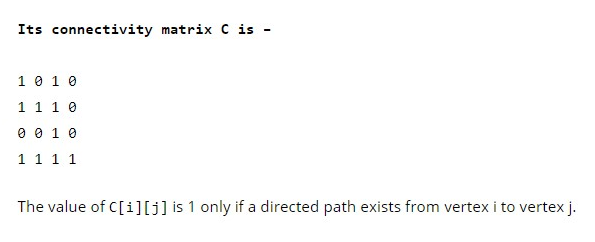 Its connectivity matrix C is –
1 0 1 0
1 1 1 0
0 0 1 0
1 1 1 1
The value of C[i][j] is 1 only if a directed path exists from vertex i to vertex j.